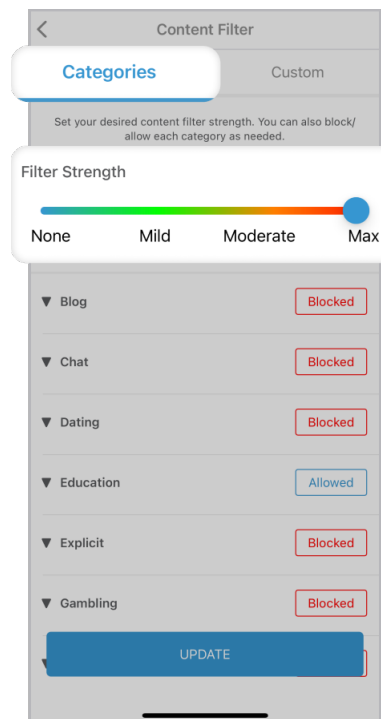 Content Filter
Categories
Custom
Set your desired content filter strength. You can also block/
allow each category as needed.
Filter Strength
None Mild Moderate Max
Blog Blocked
Chat Blocked
Dating Blocked
Education Allowed
Explicit Blocked
Gambling Blocked
UPDATE